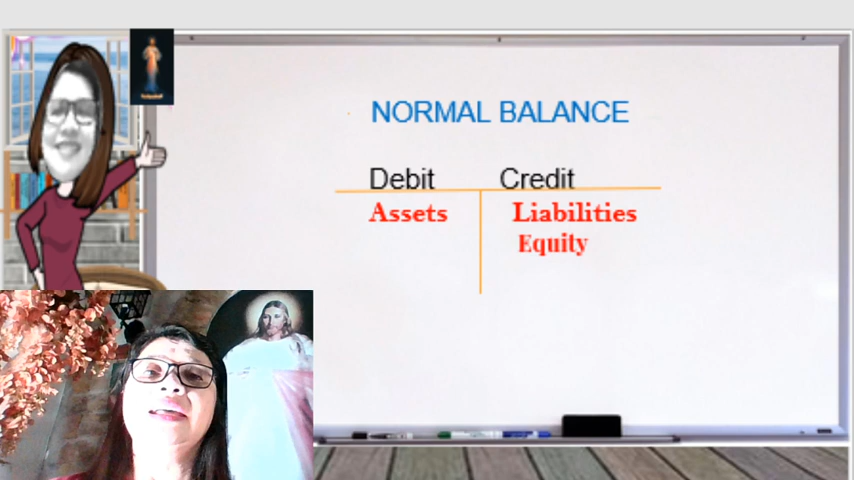 NORMAL BALANCE
Debit Credit
Assets Liabilities
Equity